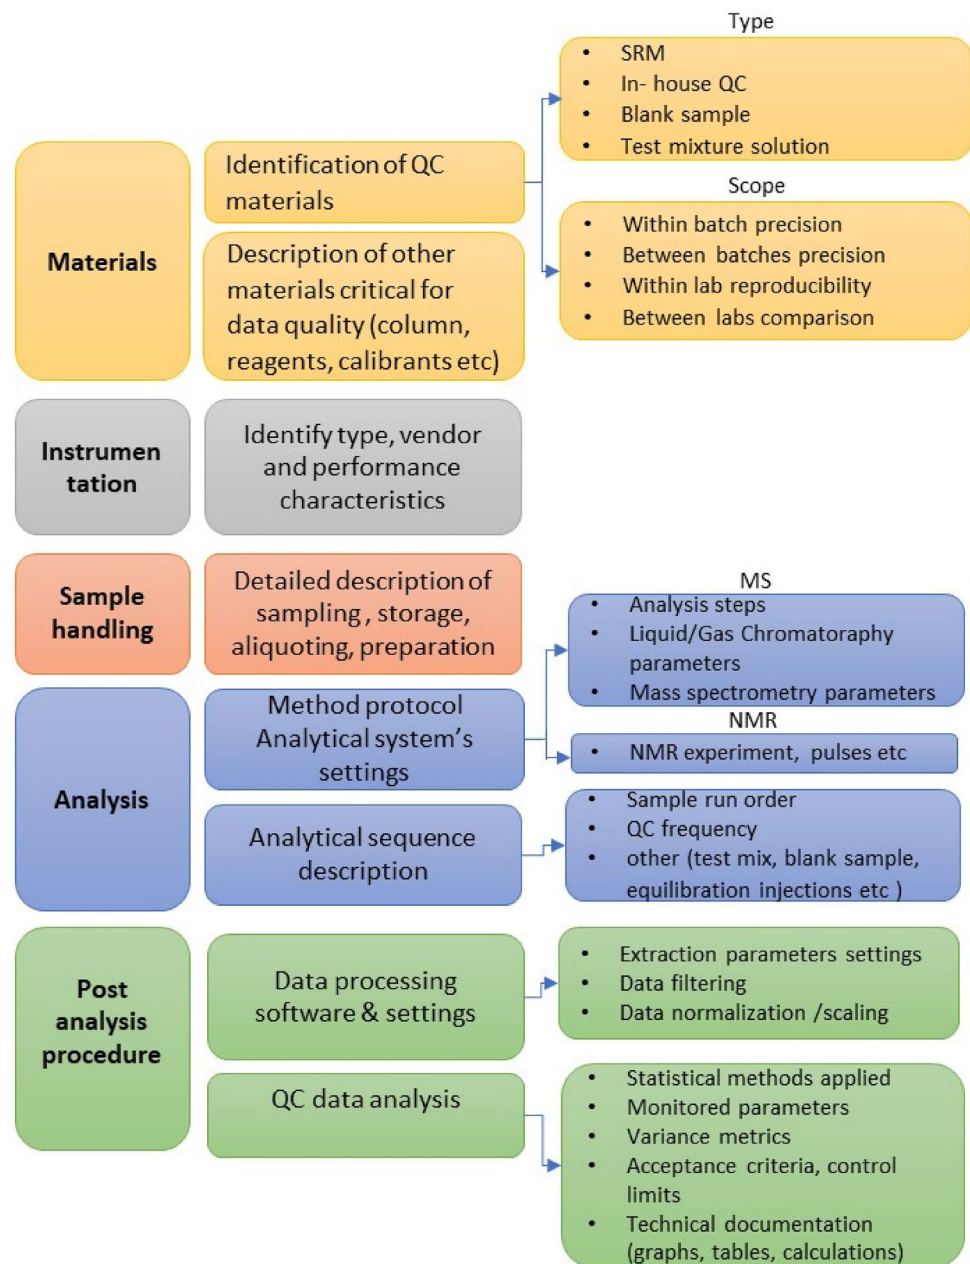 Type
• SRM
• In- house QC
• Blank sample
• Test mixture solution
Materials
Identification of QC
materials
Scope
• Within batch precision
• Between batches precision
• Within lab reproducibility
• Between labs comparison
Description of other
materials critical for
data quality (column,
reagents, calibrants etc)
Instrumen
tation
Identify type, vendor
and performance
characteristics
Sample
handling
Detailed description of
sampling , storage,
aliquoting, preparation
Analysis
Method protocol
Analytical system’s
settings
MS
• Analysis steps
• Liquid/Gas Chromatoraphy
parameters
• Mass spectrometry parameters
NMR
• NMR experiment, pulses etc
Analytical sequence
description
• Sample run order
• QC frequency
• other (test mix, blank sample,
equilibration injections etc )
Post
analysis
procedure
Data processing
software & settings
• Extraction parameters settings
• Data filtering
• Data normalization /scaling
QC data analysis
• Statistical methods applied
• Monitored parameters
• Variance metrics
• Acceptance criteria, control
limits
• Technical documentation
(graphs, tables, calculations)